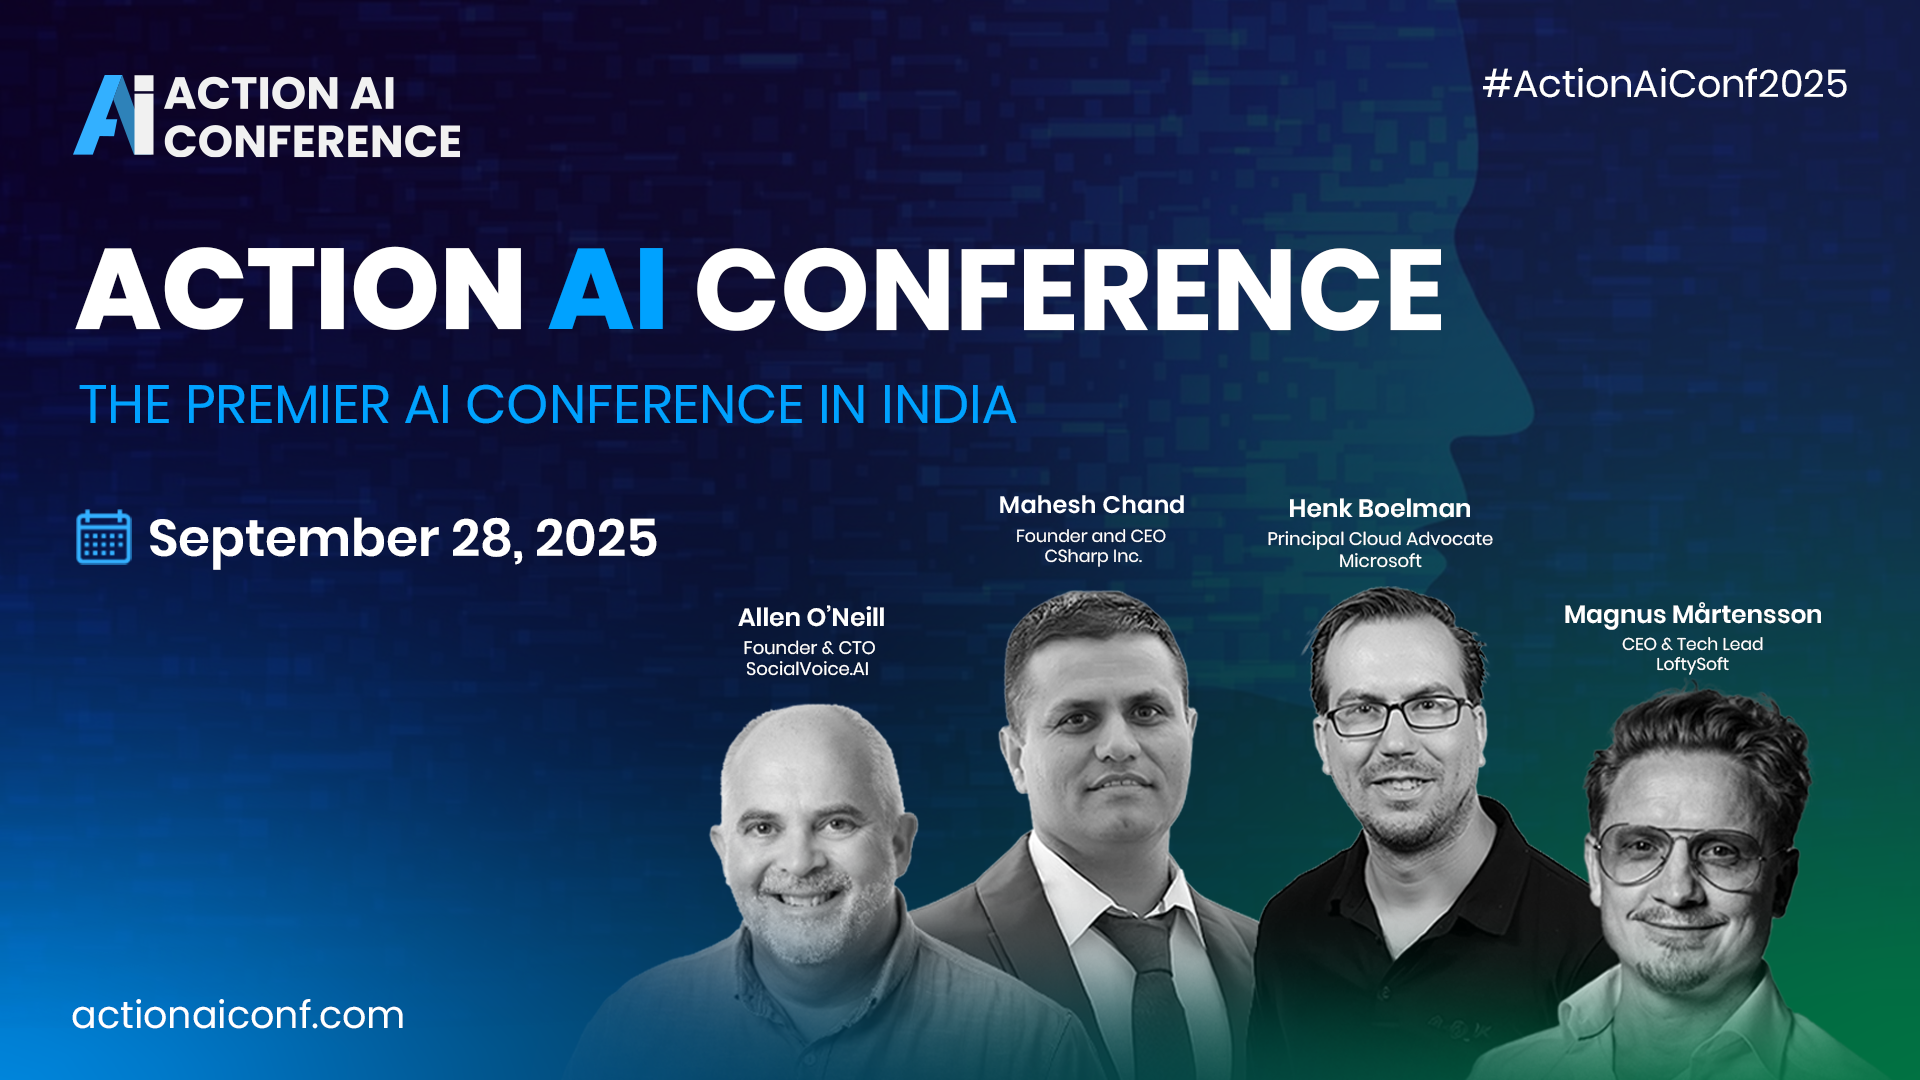 ACTION AI
CONFERENCE
#ActionAiConf2025
ACTION AI CONFERENCE
THE PREMIER AI CONFERENCE IN INDIA
September 28, 2025
Mahesh Chand
Founder and CEO
CSharp Inc.
Henk Boelman
Principal Cloud Advocate
Microsoft
Allen O’Neill
Founder & CTO
SocialVoice.AI
Magnus Mårtensson
CEO & Tech Lead
LoftySoft
actionaiconf.com